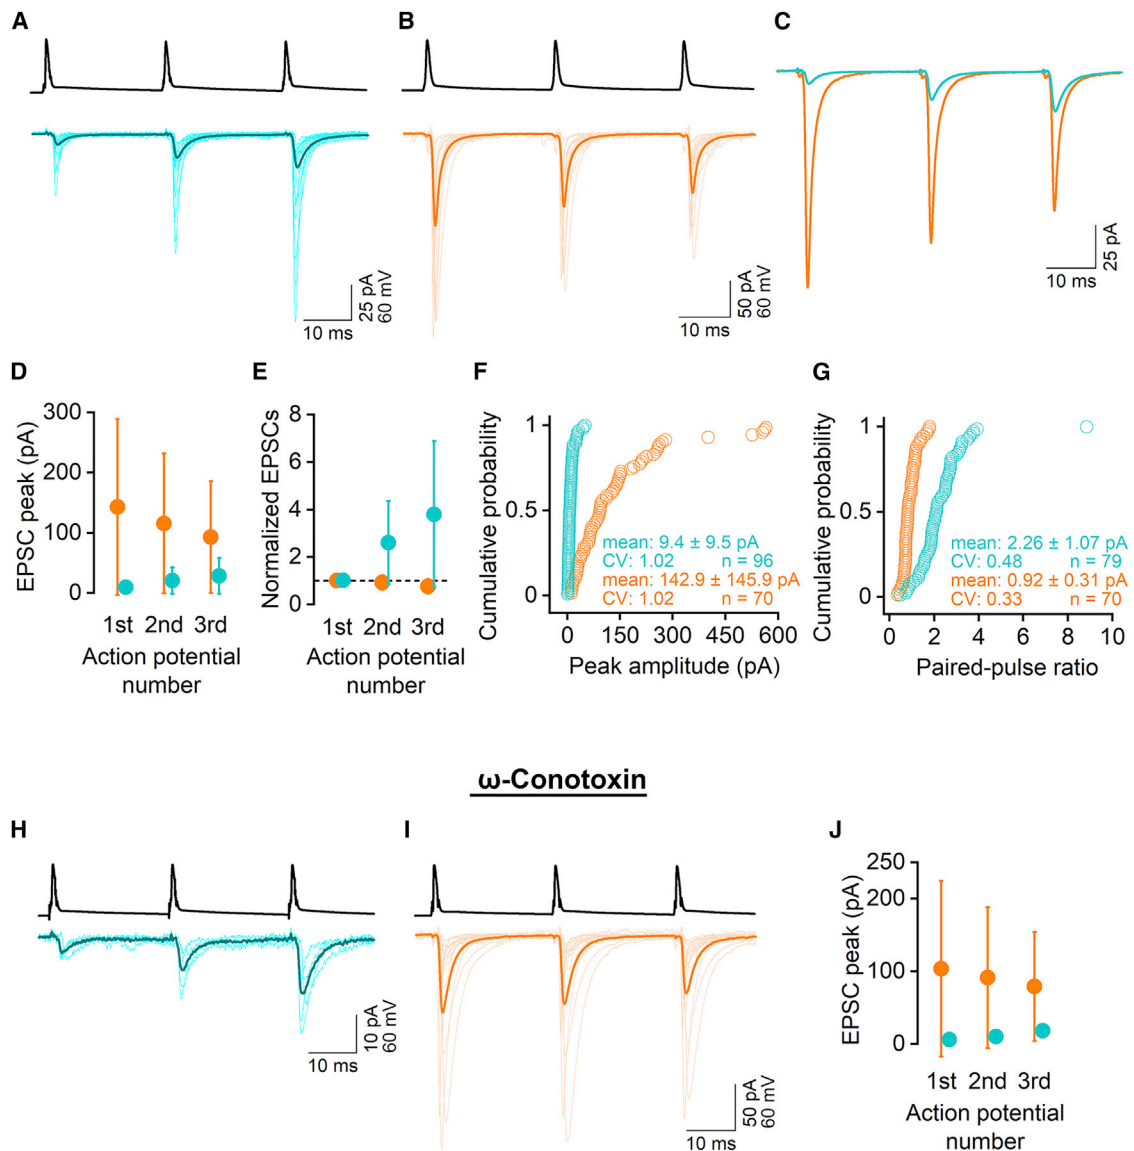 A
B
C
25 pA
60 mV
10 ms
50 pA
60 mV
10 ms
25 pA
10 ms
D
EPSC peak (pA)
300
200
100
0
1st 2nd 3rd
Action potential
number
E
Normalized EPSCs
8
6
4
2
0
1st 2nd 3rd
Action potential
number
F
Cumulative probability
1
0.5
0
mean: 9.4 ± 9.5 pA
CV: 1.02 n = 96
mean: 142.9 ± 145.9 pA
CV: 1.02 n = 70
0 150 300 450 600
Peak amplitude (pA)
G
Cumulative probability
1
0.5
0
mean: 2.26 ± 1.07 pA
CV: 0.48 n = 79
mean: 0.92 ± 0.31 pA
CV: 0.33 n = 70
0 2 4 6 8 10
Paired-pulse ratio
ω-Conotoxin
H
10 pA
60 mV
10 ms
I
50 pA
60 mV
10 ms
J
EPSC peak (pA)
250
200
100
0
1st 2nd 3rd
Action potential
number